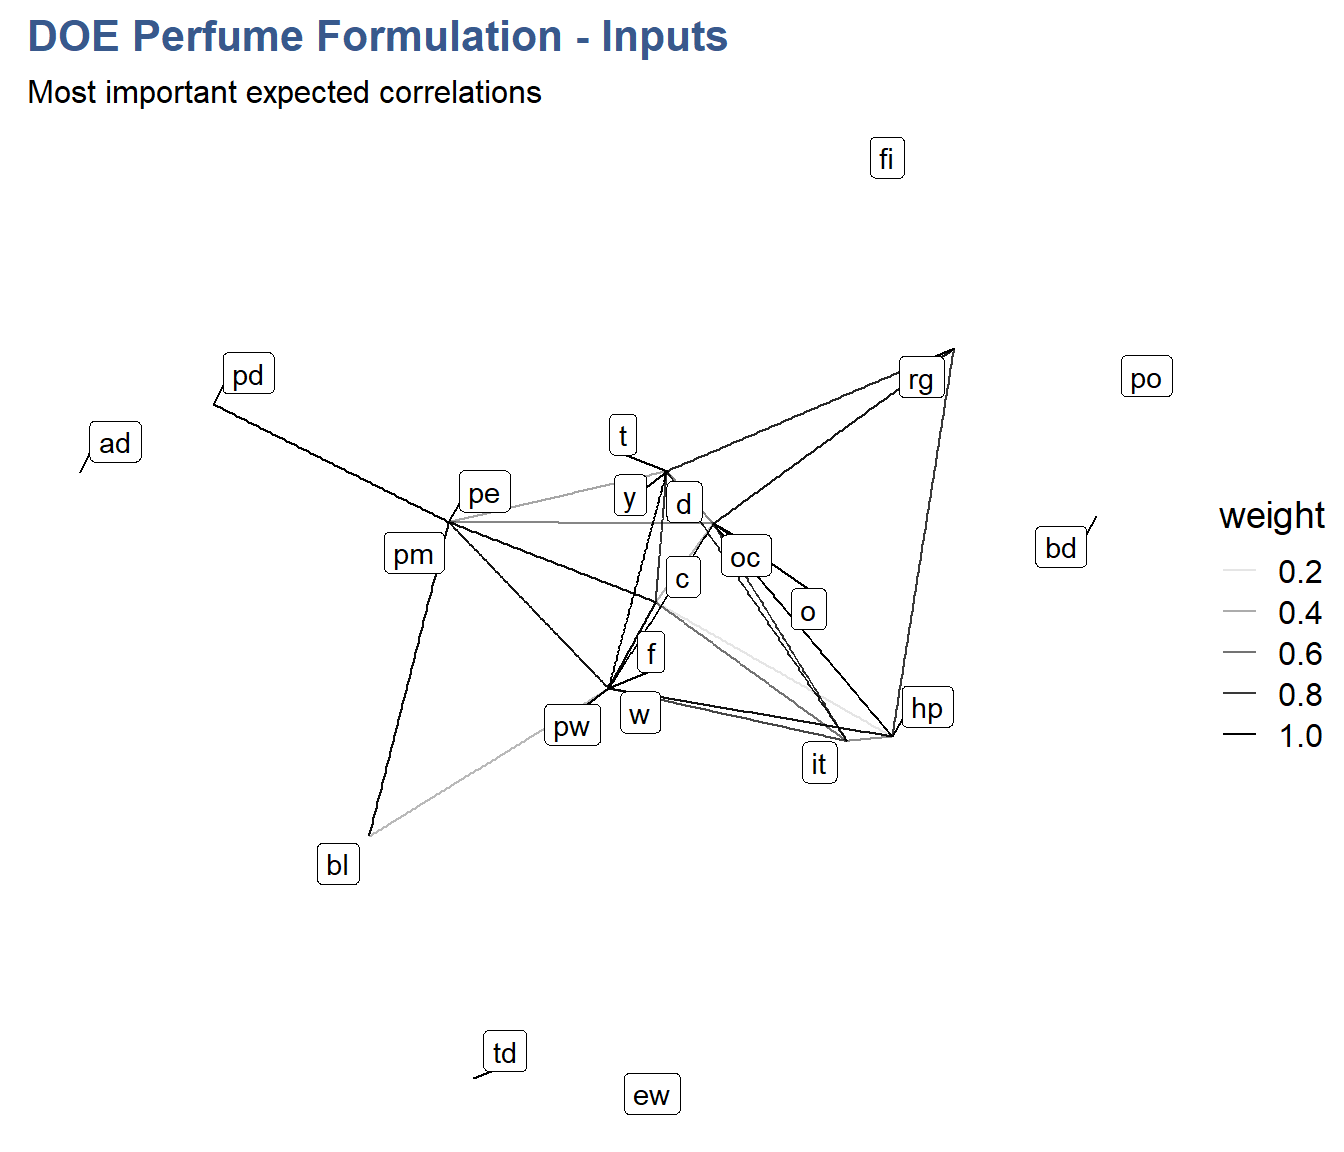 DOE Perfume Formulation - Inputs
Most important expected correlations
fi
pd
rg
po
ad
t
pe
y
d
pm
oc
bd
c
o
f
hp
w
pw
it
bl
td
ew
weight
0.2
0.4
0.6
0.8
1.0